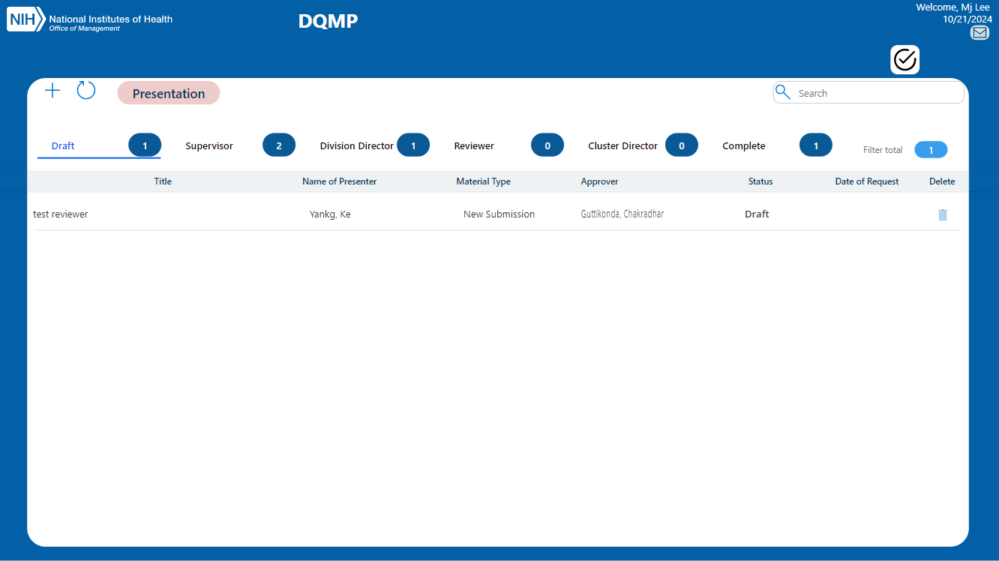 NIH National Institutes of Health
Office of Management
DQMP
Welcome, Mj Lee
10/21/2024
Presentation
Search
Draft 1 Supervisor 2 Division Director 1 Reviewer 0 Cluster Director 0 Complete 1 Filter total 1
Title Name of Presenter Material Type Approver Status Date of Request Delete
test reviewer Yankg, Ke New Submission Guttikonda, Chakradhar Draft